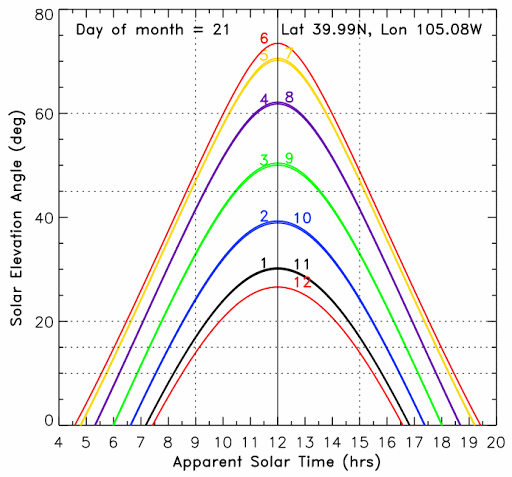 80
Day of month = 21
Lat 39.99N, Lon 105.08W
6
5 7
60
4 8
3 9
40
2 10
1 11
12
20
0
Solar Elevation Angle (deg)
4 5 6 7 8 9 10 11 12 13 14 15 16 17 18 19 20
Apparent Solar Time (hrs)